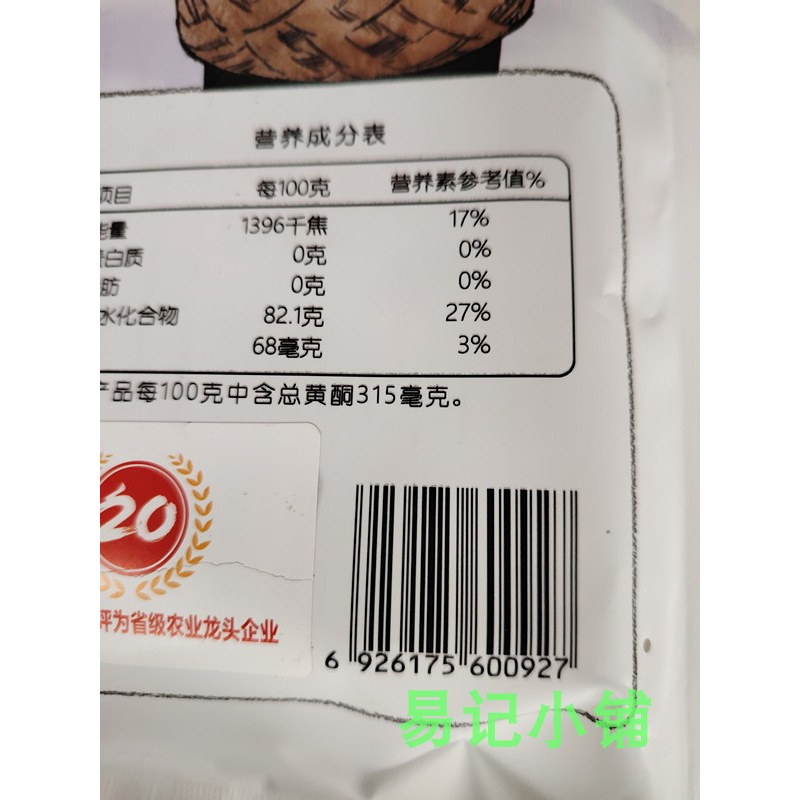 营养成分表
项目 每100克 营养素参考值%
能量 1396千焦 17%
蛋白质 0克 0%
肪 0克 0%
水化合物 82.1克 27%
68毫克 3%
产品每100克中含总黄酮315毫克。
20
评为省级农业龙头企业
6 926175 600927
易记小铺